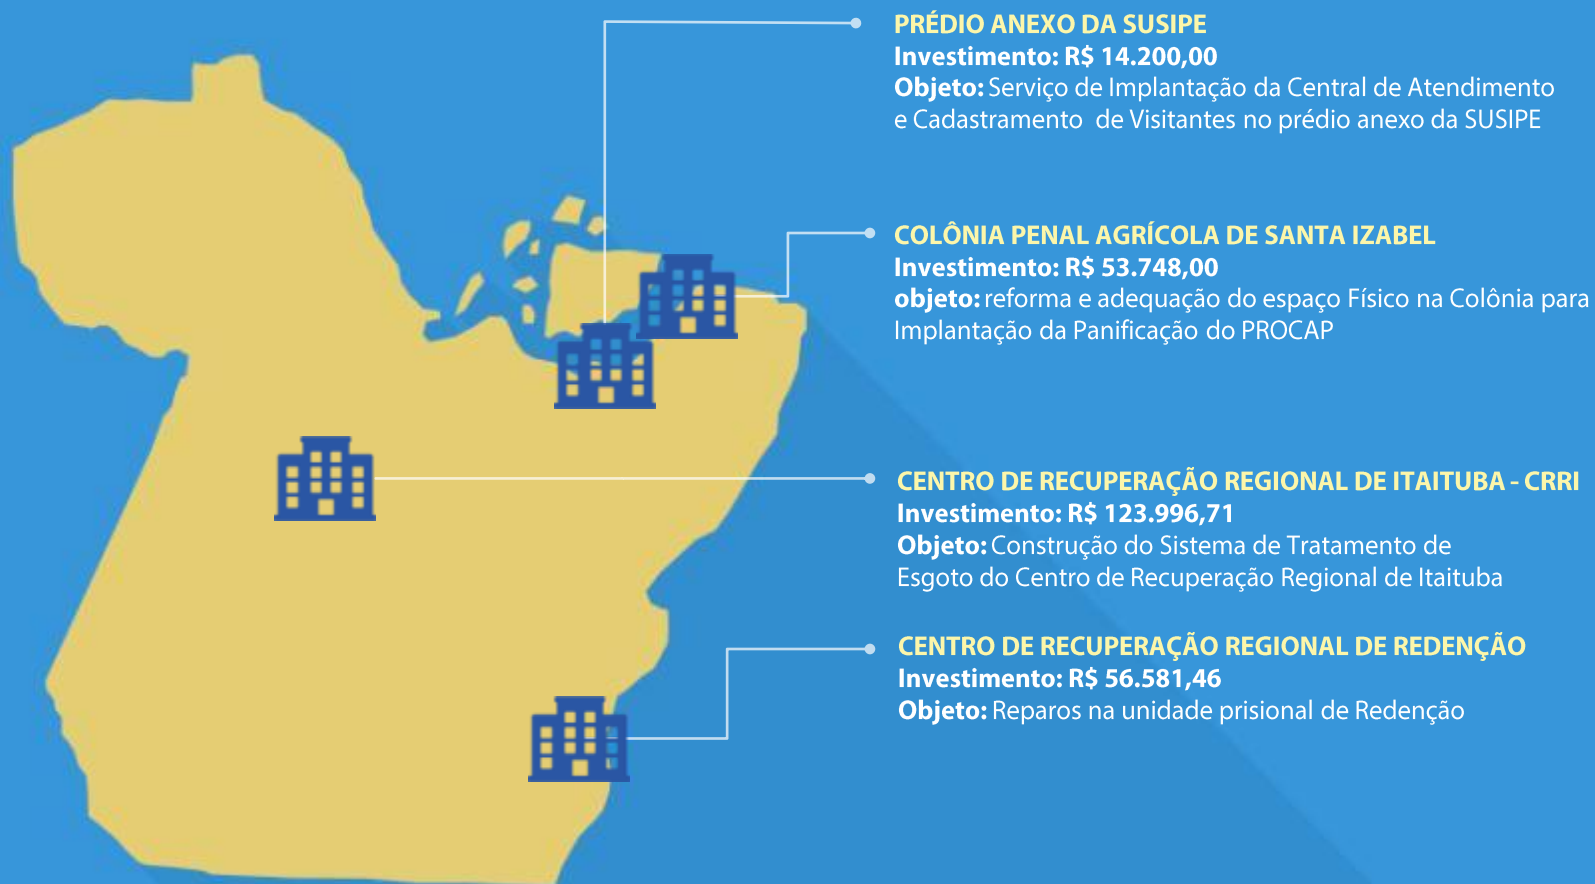 PRÉDIO ANEXO DA SUSIPE
Investimento: R$ 14.200,00
Objeto: Serviço de Implantação da Central de Atendimento
e Cadastramento de Visitantes no prédio anexo da SUSIPE
COLÔNIA PENAL AGRÍCOLA DE SANTA IZABEL
Investimento: R$ 53.748,00
objeto: reforma e adequação do espaço Físico na Colônia para
Implantação da Panificação do PROCAP
CENTRO DE RECUPERAÇÃO REGIONAL DE ITAITUBA - CRRI
Investimento: R$ 123.996,71
Objeto: Construção do Sistema de Tratamento de
Esgoto do Centro de Recuperação Regional de Itaituba
CENTRO DE RECUPERAÇÃO REGIONAL DE REDENÇÃO
Investimento: R$ 56.581,46
Objeto: Reparos na unidade prisional de Redenção